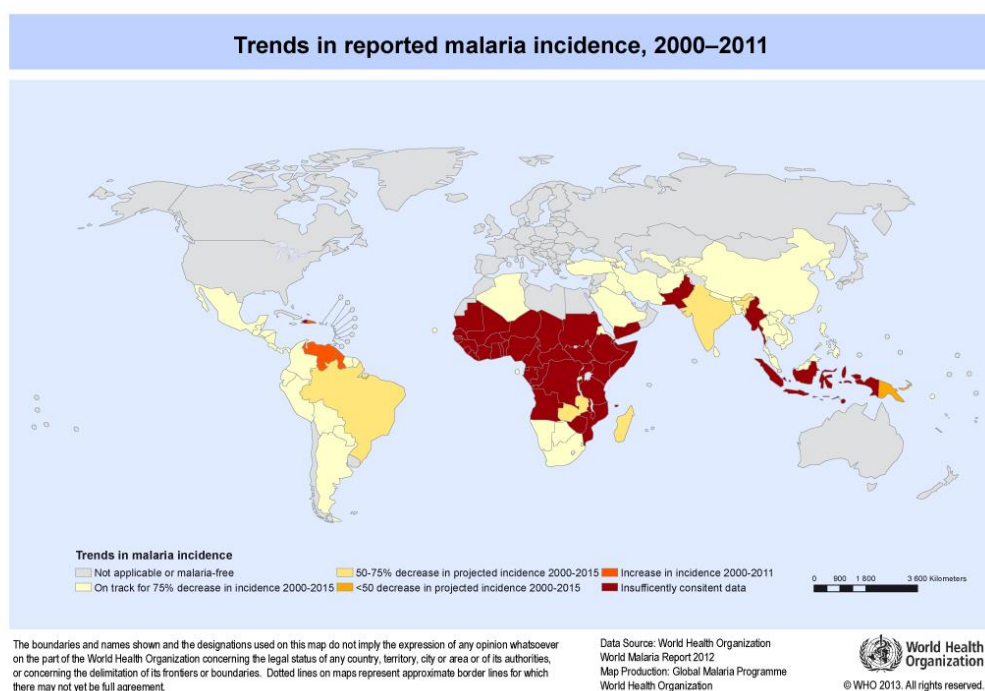 Trends in reported malaria incidence, 2000–2011
Trends in malaria incidence
Not applicable or malaria-free
On track for 75% decrease in incidence 2000-2015
50-75% decrease in projected incidence 2000-2015
<50 decrease in projected incidence 2000-2015
Increase in incidence 2000-2011
Insufficiently consitent data
0 900 1 800 3 600 Kilometers
The boundaries and names shown and the designations used on this map do not imply the expression of any opinion whatsoever
on the part of the World Health Organization concerning the legal status of any country, territory, city or area or of its authorities,
or concerning the delimitation of its frontiers or boundaries. Dotted lines on maps represent approximate border lines for which
there may not yet be full agreement.
Data Source: World Health Organization
World Malaria Report 2012
Map Production: Global Malaria Programme
World Health Organization
World Health
Organization
© WHO 2013. All rights reserved.